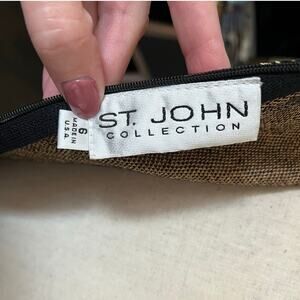 ST. JOHN
COLLECTION
6
MADE IN
U.S.A.